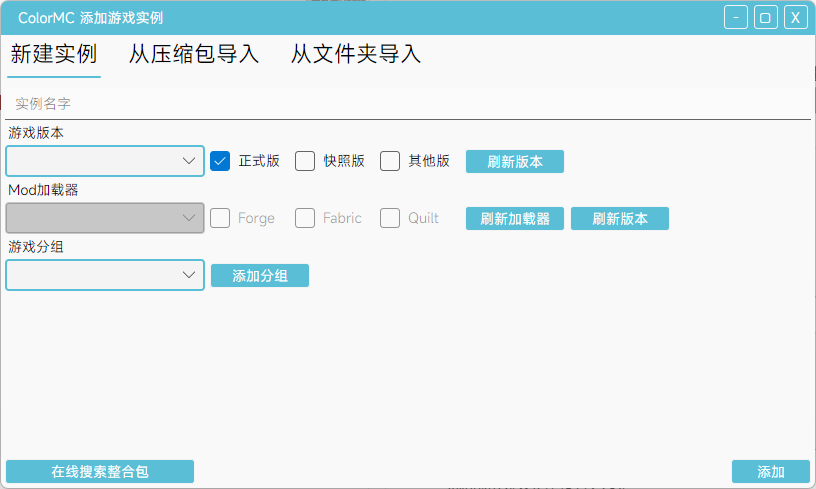 ColorMC 添加游戏实例
新建实例 从压缩包导入 从文件夹导入
实例名字
游戏版本
正式版 快照版 其他版 刷新版本
Mod加载器
Forge Fabric Quilt 刷新加载器 刷新版本
游戏分组
添加分组
在线搜索整合包 添加